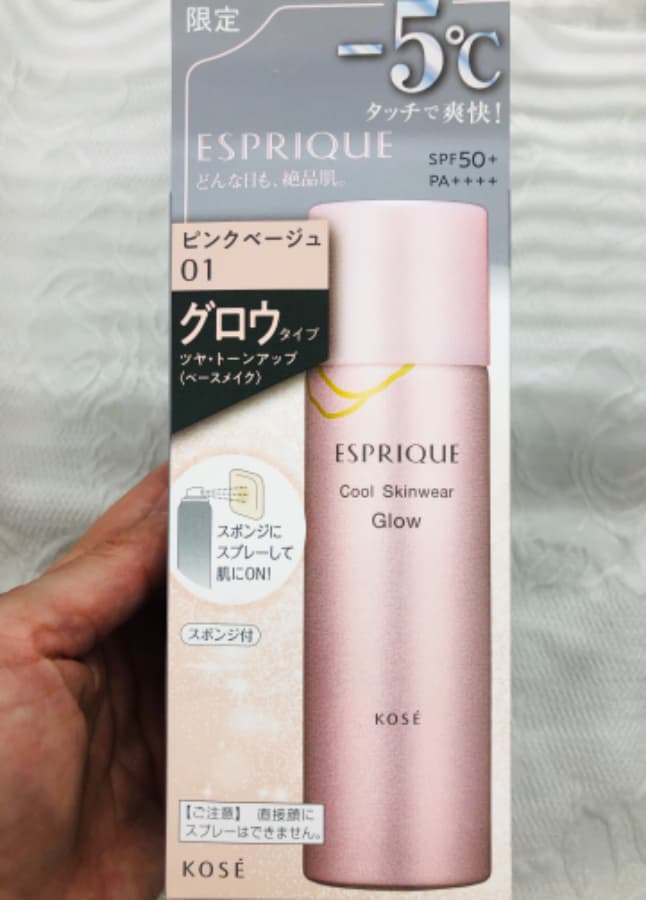 限定
-5℃
タッチで爽快!
ESPRIQUE
どんな日も、絶品肌。
SPF50+
PA++++
ピンクベージュ
01
グロウタイプ
ツヤ・トーンアップ
〈ベースメイク〉
ESPRIQUE
Cool Skinwear
Glow
スポンジに
スプレーして
肌にON!
スポンジ付
KOSÉ
【ご注意】 直接顔に
スプレーはできません。
KOSÉ